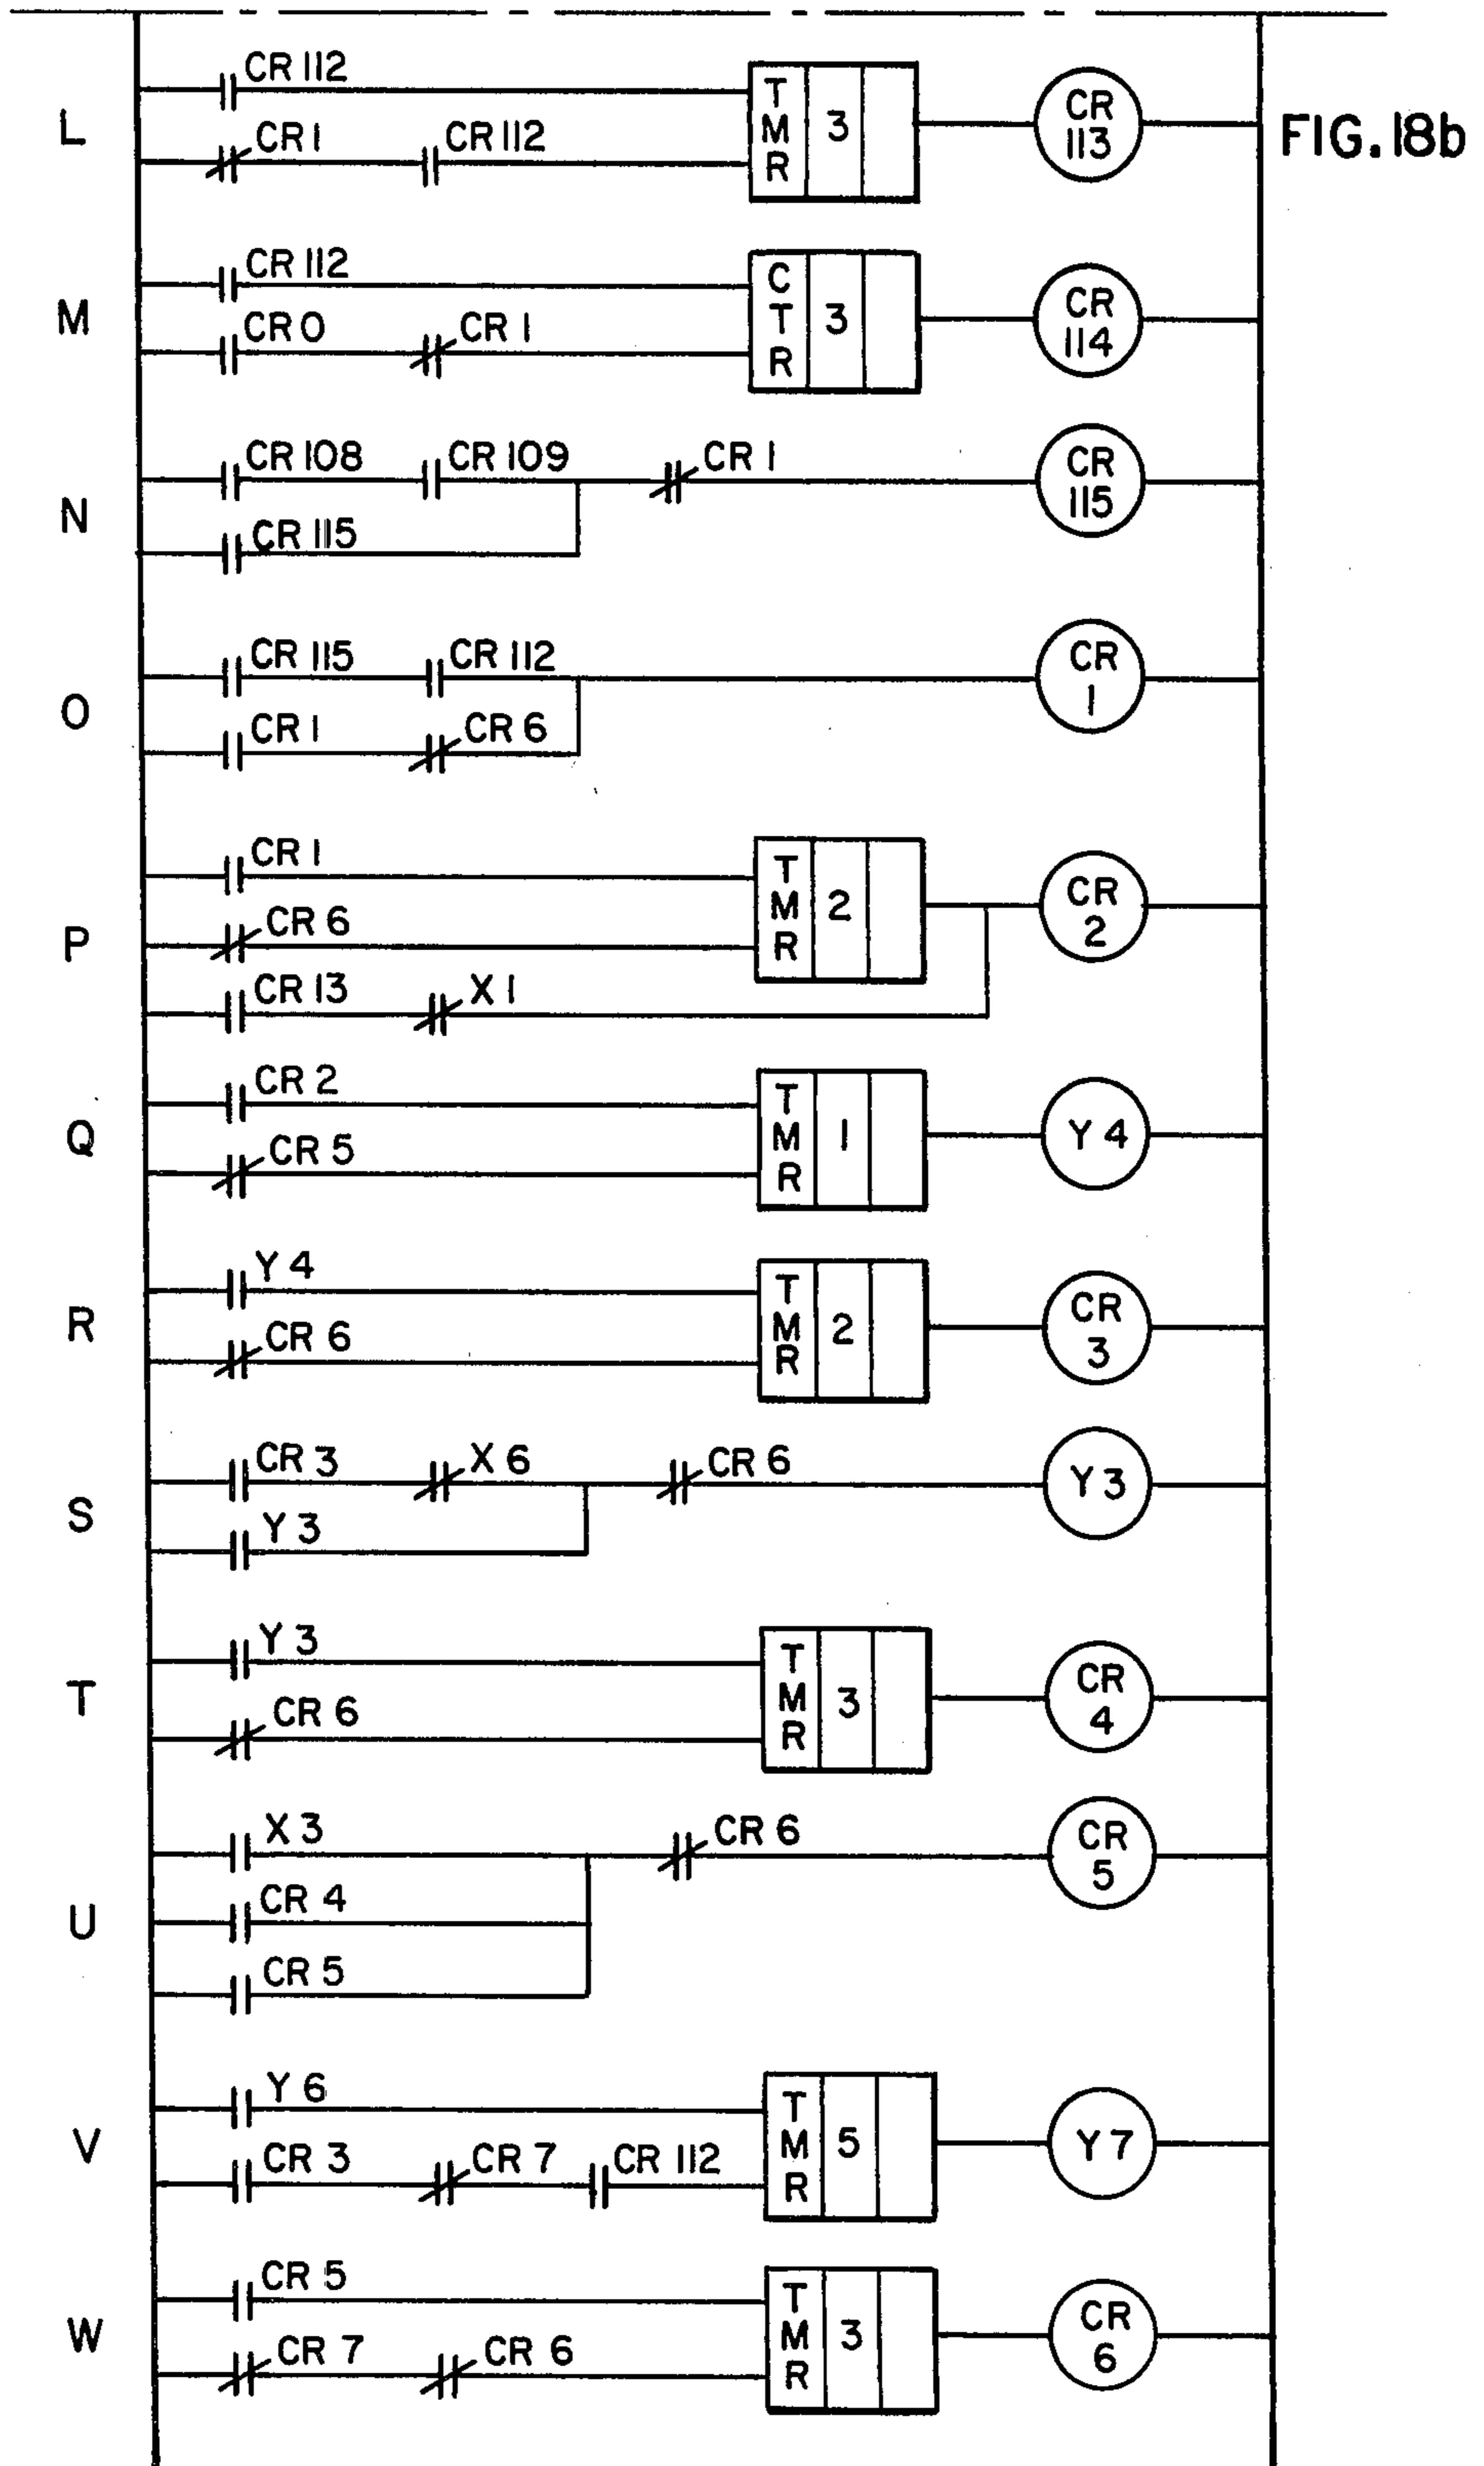 FIG. 18b
L
CR 112
CR 1 CR 112
TMR 3
CR 113
M
CR 112
CR 0 CR 1
CTR 3
CR 114
N
CR 108 CR 109 CR 1
CR 115
CR 115
O
CR 115 CR 112
CR 1
CR 1 CR 6
P
CR 1
CR 6
CR 13 X 1
TMR 2
CR 2
Q
CR 2
CR 5
TMR 1
Y 4
R
Y 4
CR 6
TMR 2
CR 3
S
CR 3 X 6 CR 6
Y 3
Y 3
T
Y 3
CR 6
TMR 3
CR 4
U
X 3 CR 6
CR 5
CR 4
CR 5
V
Y 6
CR 3 CR 7 CR 112
TMR 5
Y 7
W
CR 5
CR 7 CR 6
TMR 3
CR 6